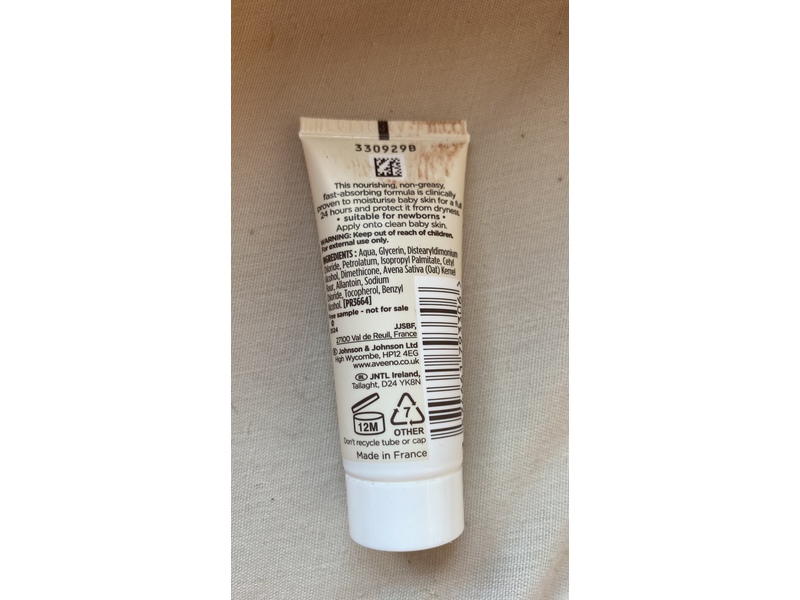 330929B
This nourishing, non-greasy,
fast-absorbing formula is clinically
proven to moisturise baby skin for a full
24 hours and protect it from dryness.
• suitable for newborns •
Apply onto clean baby skin.
WARNING: Keep out of reach of children.
For external use only.
INGREDIENTS : Aqua, Glycerin, Distearyldimonium
Chloride, Petrolatum, Isopropyl Palmitate, Cetyl
Alcohol, Dimethicone, Avena Sativa (Oat) Kernel
Flour, Allantoin, Sodium
Chloride, Tocopherol, Benzyl
Alcohol. [PR3664]
Free sample - not for sale
JJSBF,
27100 Val de Reuil, France
Johnson & Johnson Ltd
High Wycombe, HP12 4EG
www.aveeno.co.uk
JNTL Ireland,
Tallaght, D24 YK8N
12M
7
OTHER
Don't recycle tube or cap
Made in France